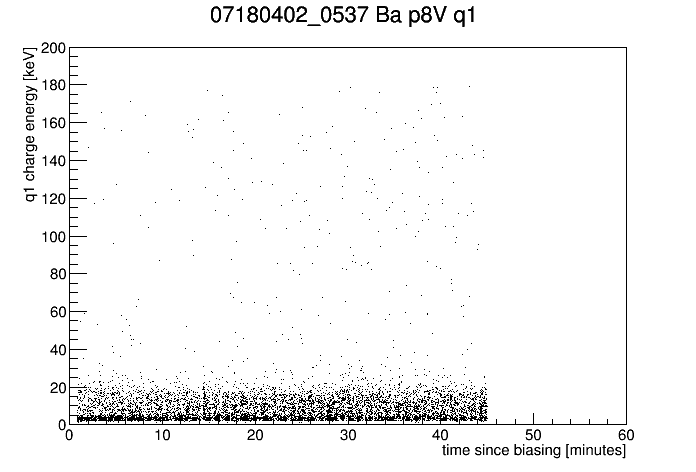 07180402_0537 Ba p8V q1
q1 charge energy [keV]
200
180
160
140
120
100
80
60
40
20
0
0 10 20 30 40 50 60
time since biasing [minutes]